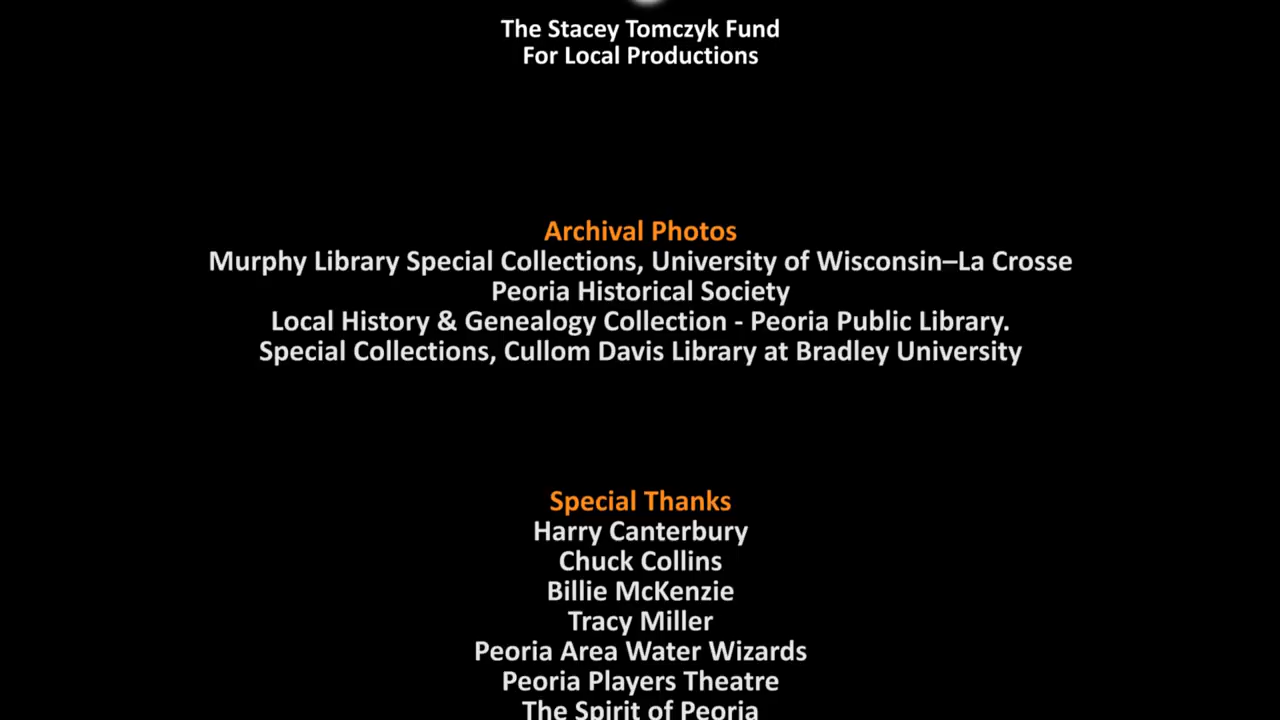 The Stacey Tomczyk Fund
For Local Productions
Archival Photos
Murphy Library Special Collections, University of Wisconsin–La Crosse
Peoria Historical Society
Local History & Genealogy Collection - Peoria Public Library.
Special Collections, Cullom Davis Library at Bradley University
Special Thanks
Harry Canterbury
Chuck Collins
Billie McKenzie
Tracy Miller
Peoria Area Water Wizards
Peoria Players Theatre
The Spirit of Peoria